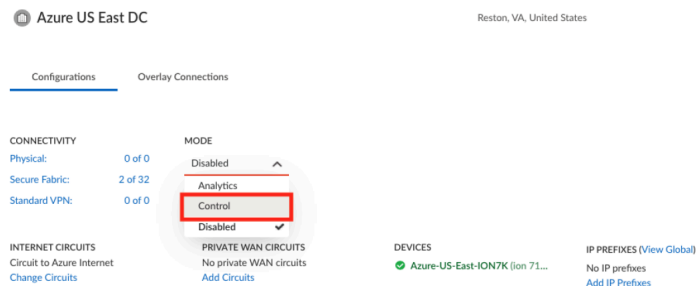 Azure US East DC
Reston, VA, United States
Configurations
Overlay Connections
CONNECTIVITY
Physical: 0 of 0
Secure Fabric: 2 of 32
Standard VPN: 0 of 0
MODE
Disabled
Analytics
Control
Disabled
INTERNET CIRCUITS
Circuit to Azure Internet
Change Circuits
PRIVATE WAN CIRCUITS
No private WAN circuits
Add Circuits
DEVICES
Azure-US-East-ION7K (ion 71...
IP PREFIXES (View Global)
No IP prefixes
Add IP Prefixes